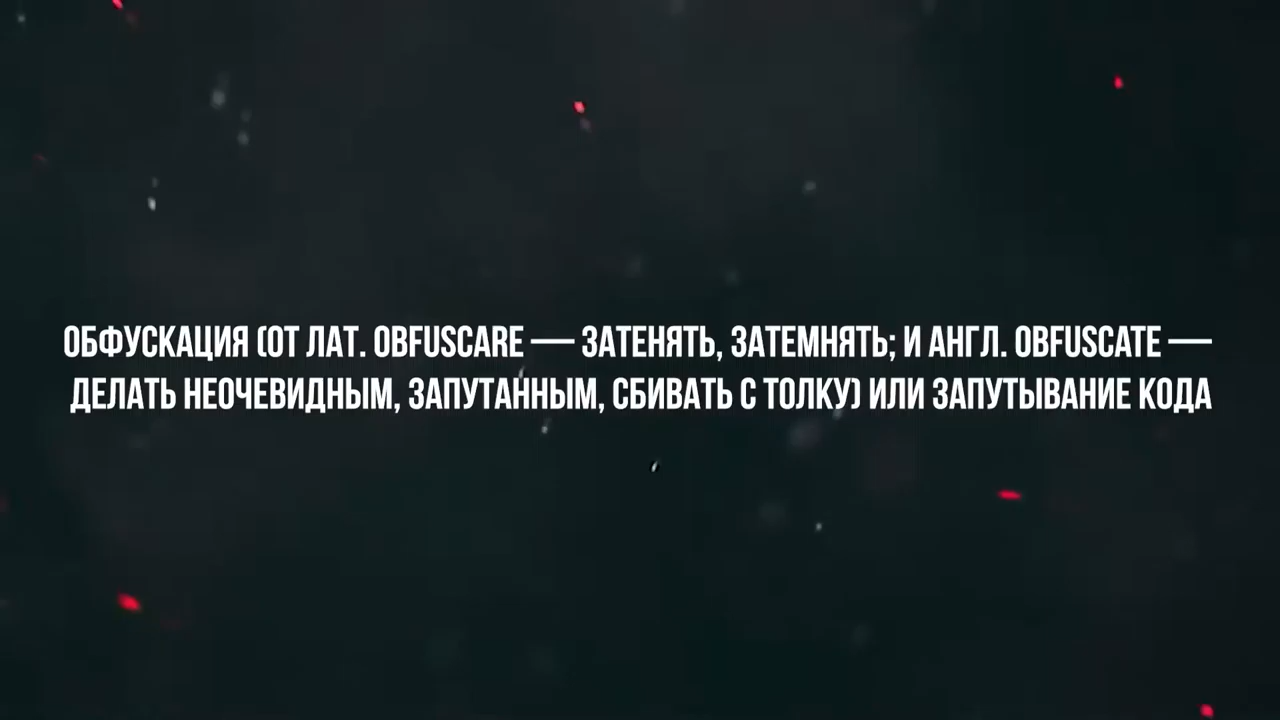 ОБФУСКАЦИЯ (ОТ ЛАТ. OBFUSCARE — ЗАТЕНЯТЬ, ЗАТЕМНЯТЬ; И АНГЛ. OBFUSCATE —
ДЕЛАТЬ НЕОЧЕВИДНЫМ, ЗАПУТАННЫМ, СБИВАТЬ С ТОЛКУ) ИЛИ ЗАПУТЫВАНИЕ КОДА